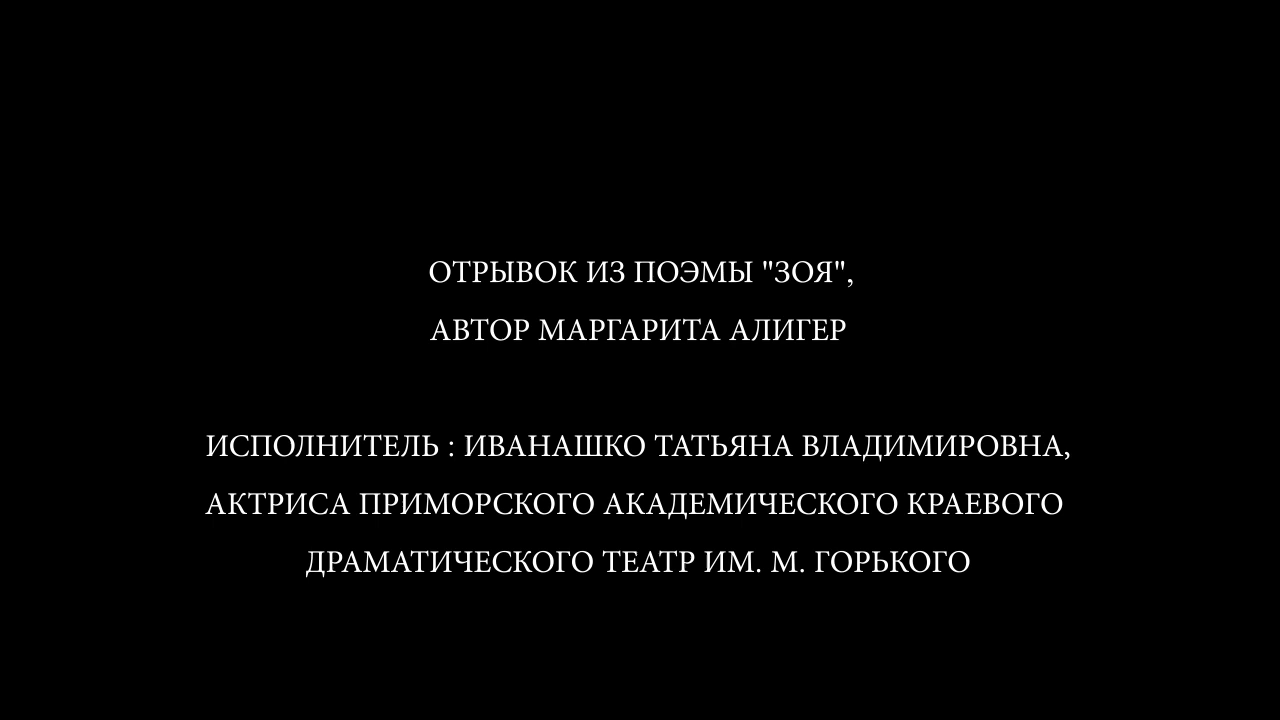 ОТРЫВОК ИЗ ПОЭМЫ "ЗОЯ",
АВТОР МАРГАРИТА АЛИГЕР
ИСПОЛНИТЕЛЬ : ИВАНАШКО ТАТЬЯНА ВЛАДИМИРОВНА,
АКТРИСА ПРИМОРСКОГО АКАДЕМИЧЕСКОГО КРАЕВОГО
ДРАМАТИЧЕСКОГО ТЕАТР ИМ. М. ГОРЬКОГО